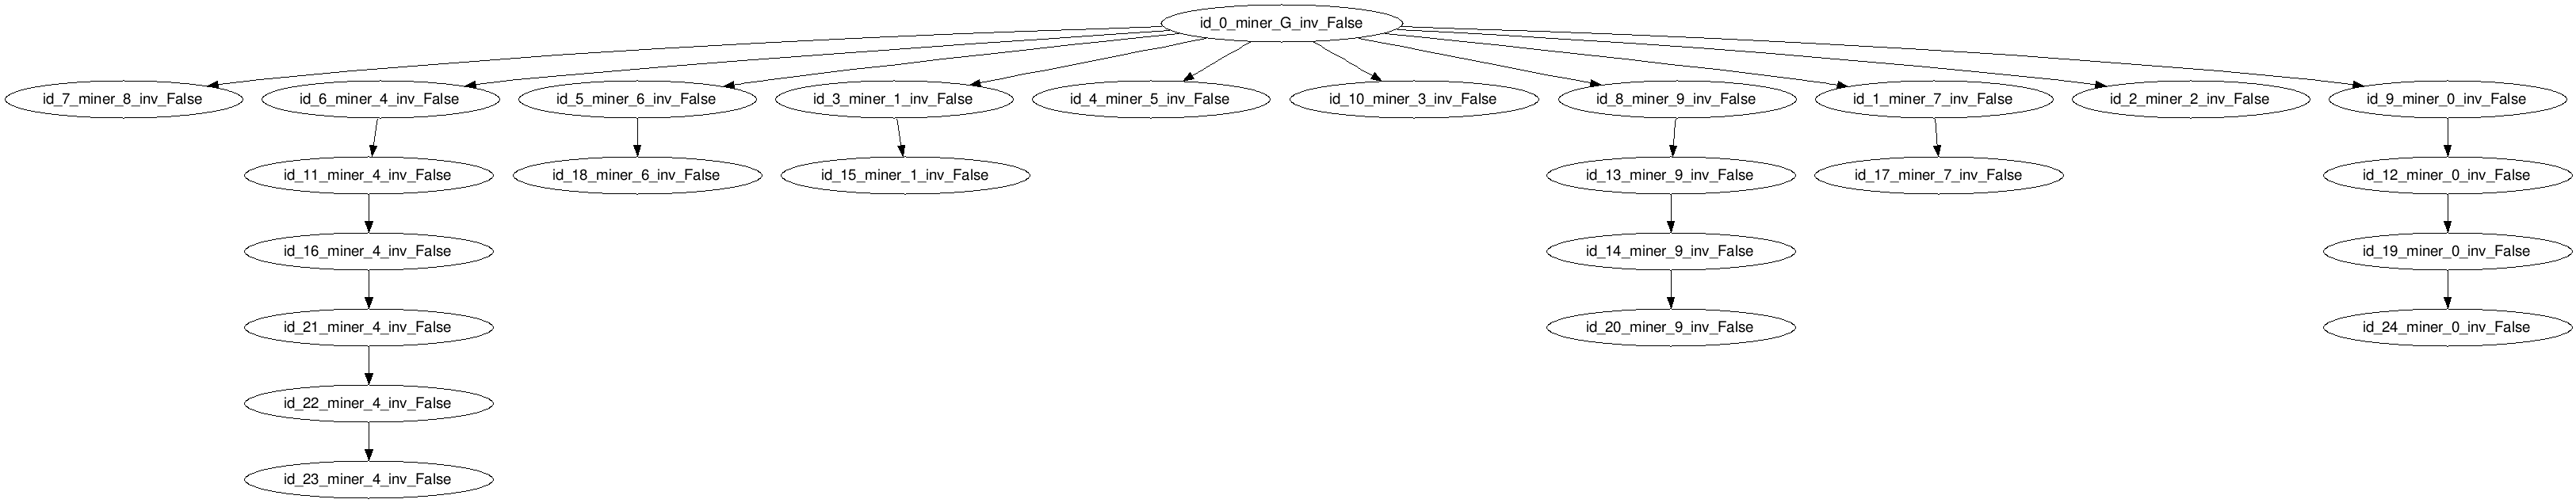 id_0_miner_G_inv_False
id_7_miner_8_inv_False
id_6_miner_4_inv_False
id_5_miner_6_inv_False
id_3_miner_1_inv_False
id_4_miner_5_inv_False
id_10_miner_3_inv_False
id_8_miner_9_inv_False
id_1_miner_7_inv_False
id_2_miner_2_inv_False
id_9_miner_0_inv_False
id_11_miner_4_inv_False
id_18_miner_6_inv_False
id_15_miner_1_inv_False
id_13_miner_9_inv_False
id_17_miner_7_inv_False
id_12_miner_0_inv_False
id_16_miner_4_inv_False
id_14_miner_9_inv_False
id_19_miner_0_inv_False
id_21_miner_4_inv_False
id_20_miner_9_inv_False
id_24_miner_0_inv_False
id_22_miner_4_inv_False
id_23_miner_4_inv_False